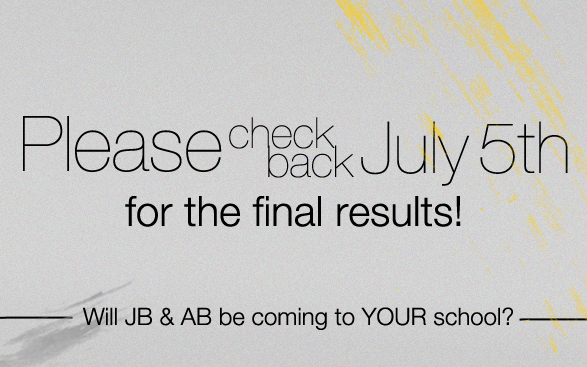 Please check back July 5th
for the final results!
Will JB & AB be coming to YOUR school?